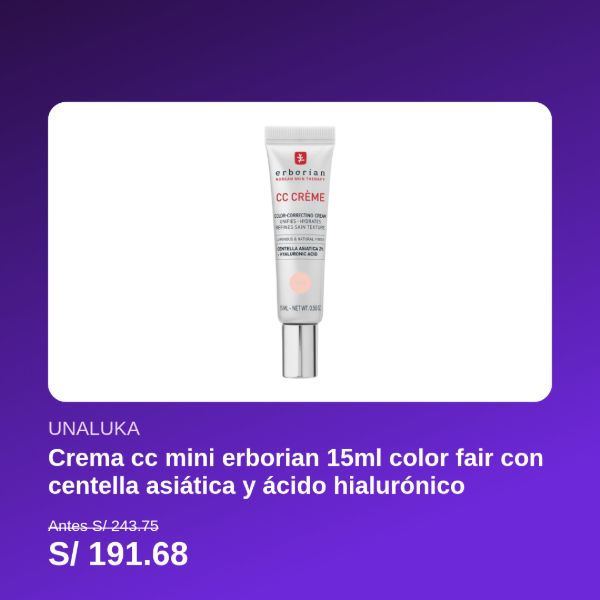 erborian
KOREAN SKIN THERAPY
CC CRÈME
COLOR-CORRECTING CREAM
UNIFIES - HYDRATES
REFINES SKIN TEXTURE
LUMINOUS & NATURAL FINISH
CENTELLA ASIATICA
+ HYALURONIC ACID
15ML - NET WT. 0.5
UNALUKA
Crema cc mini erborian 15ml color fair con
centella asiática y ácido hialurónico
Antes S/ 243.75
S/ 191.68